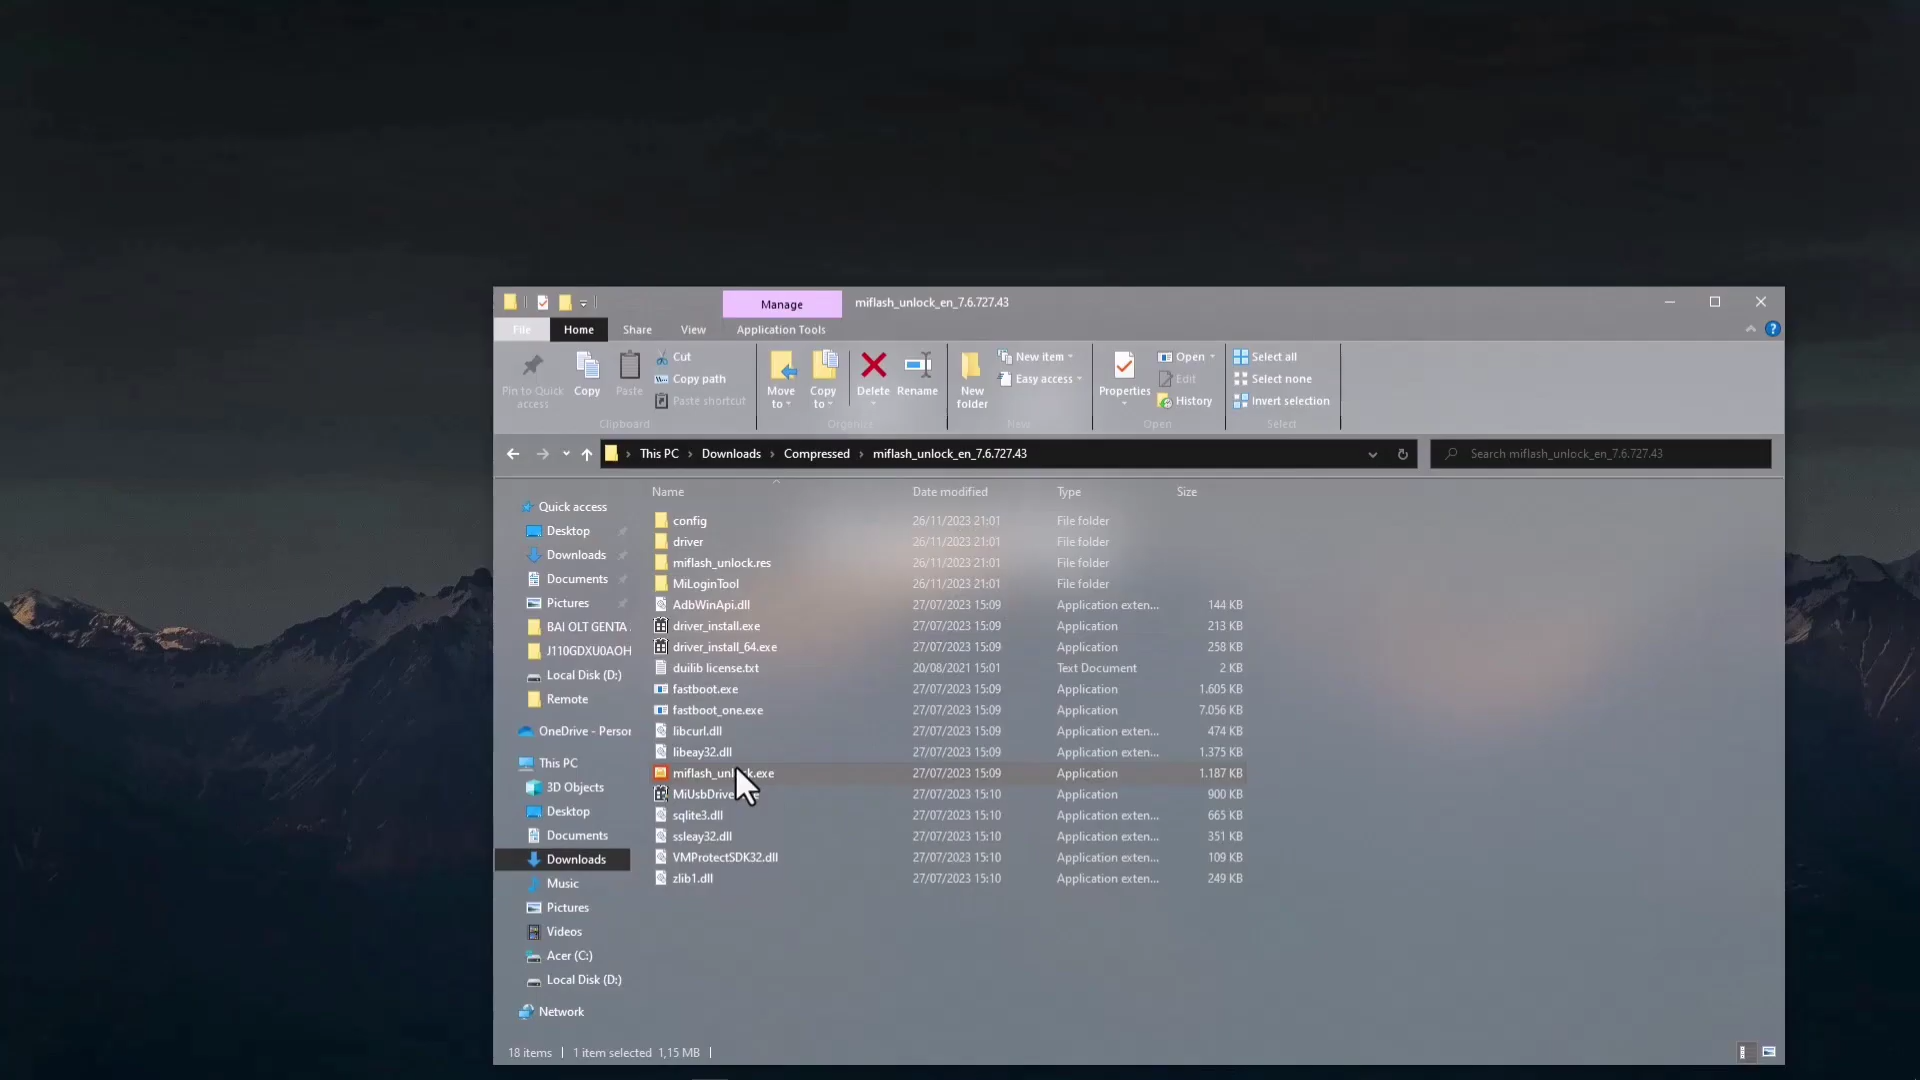 Manage
miflash_unlock_en_7.6.727.43
File
Home
Share
View
Application Tools
Pin to Quick access
Copy
Paste
Cut
Copy path
Paste shortcut
Move to
Copy to
Delete
Rename
New folder
New item
Easy access
Properties
Open
Edit
History
Select all
Select none
Invert selection
Clipboard
Organize
New
Open
Select
This PC › Downloads › Compressed › miflash_unlock_en_7.6.727.43
Search miflash_unlock_en_7.6.727.43
Name Date modified Type Size
Quick access
Desktop
Downloads
Documents
Pictures
BAI OLT GENTA
J110GDXU0AOH
Local Disk (D:)
Remote
OneDrive - Person
This PC
3D Objects
Desktop
Documents
Downloads
Music
Pictures
Videos
Acer (C:)
Local Disk (D:)
Network
config 26/11/2023 21:01 File folder
driver 26/11/2023 21:01 File folder
miflash_unlock.res 26/11/2023 21:01 File folder
MiLoginTool 26/11/2023 21:01 File folder
AdbWinApi.dll 27/07/2023 15:09 Application exten... 144 KB
driver_install.exe 27/07/2023 15:09 Application 213 KB
driver_install_64.exe 27/07/2023 15:09 Application 258 KB
duilib license.txt 20/08/2021 15:01 Text Document 2 KB
fastboot.exe 27/07/2023 15:09 Application 1.605 KB
fastboot_one.exe 27/07/2023 15:09 Application 7.056 KB
libcurl.dll 27/07/2023 15:09 Application exten... 474 KB
libeay32.dll 27/07/2023 15:09 Application exten... 1.375 KB
miflash_unlock.exe 27/07/2023 15:09 Application 1.187 KB
MiUsbDrive 27/07/2023 15:10 Application 900 KB
sqlite3.dll 27/07/2023 15:10 Application exten... 665 KB
ssleay32.dll 27/07/2023 15:10 Application exten... 351 KB
VMProtectSDK32.dll 27/07/2023 15:10 Application exten... 109 KB
zlib1.dll 27/07/2023 15:10 Application exten... 249 KB
18 items 1 item selected 1,15 MB